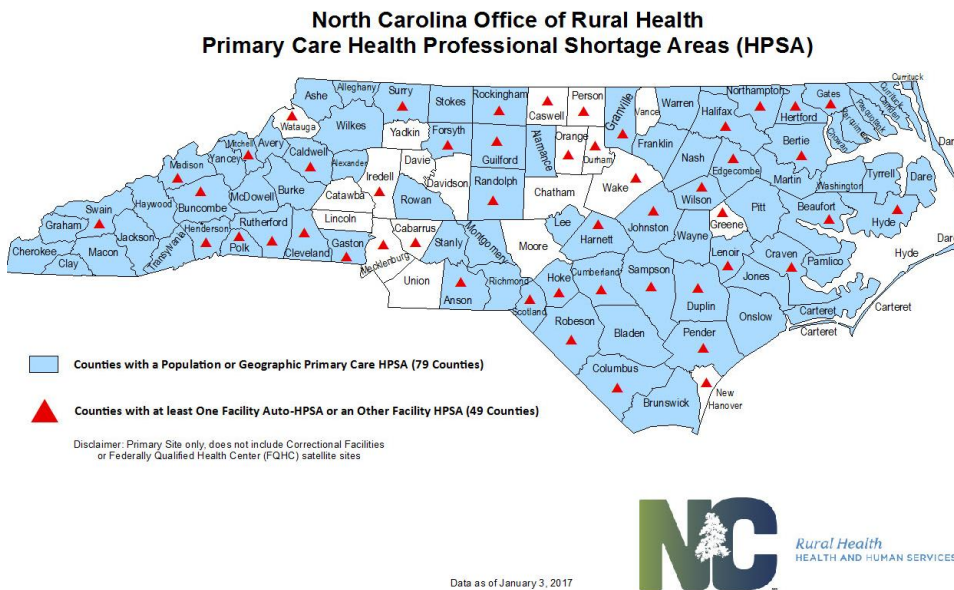 North Carolina Office of Rural Health
Primary Care Health Professional Shortage Areas (HPSA)
Currituck
Ashe
Alleghany
Surry
Stokes
Rockingham
Caswell
Person
Granville
Vance
Warren
Northampton
Gates
Hertford
Halifax
Currituck
Camden
Pasquotank
Perquimans
Chowan
Watauga
Wilkes
Yadkin
Forsyth
Guilford
Alamance
Orange
Durham
Franklin
Nash
Edgecombe
Bertie
Martin
Washington
Tyrrell
Dare
Dar
Dar
Mitchell
Avery
Caldwell
Alexander
Iredell
Davie
Davidson
Randolph
Chatham
Wake
Wilson
Pitt
Beaufort
Hyde
Hyde
Madison
Yancey
Buncombe
McDowell
Burke
Catawba
Rowan
Lee
Harnett
Johnston
Wayne
Greene
Swain
Graham
Haywood
Jackson
Macon
Cherokee
Clay
Transylvania
Henderson
Polk
Rutherford
Cleveland
Lincoln
Gaston
Mecklenburg
Cabarrus
Stanly
Montgomery
Moore
Union
Anson
Richmond
Scotland
Hoke
Cumberland
Sampson
Duplin
Lenoir
Craven
Jones
Pamlico
Carteret
Carteret
Carteret
Onslow
Robeson
Bladen
Pender
Columbus
Brunswick
New
Hanover
Counties with a Population or Geographic Primary Care HPSA (79 Counties)
Counties with at least One Facility Auto-HPSA or an Other Facility HPSA (49 Counties)
Disclaimer: Primary Site only, does not include Correctional Facilities
or Federally Qualified Health Center (FQHC) satellite sites
NC
Rural Health
HEALTH AND HUMAN SERVICES
Data as of January 3, 2017